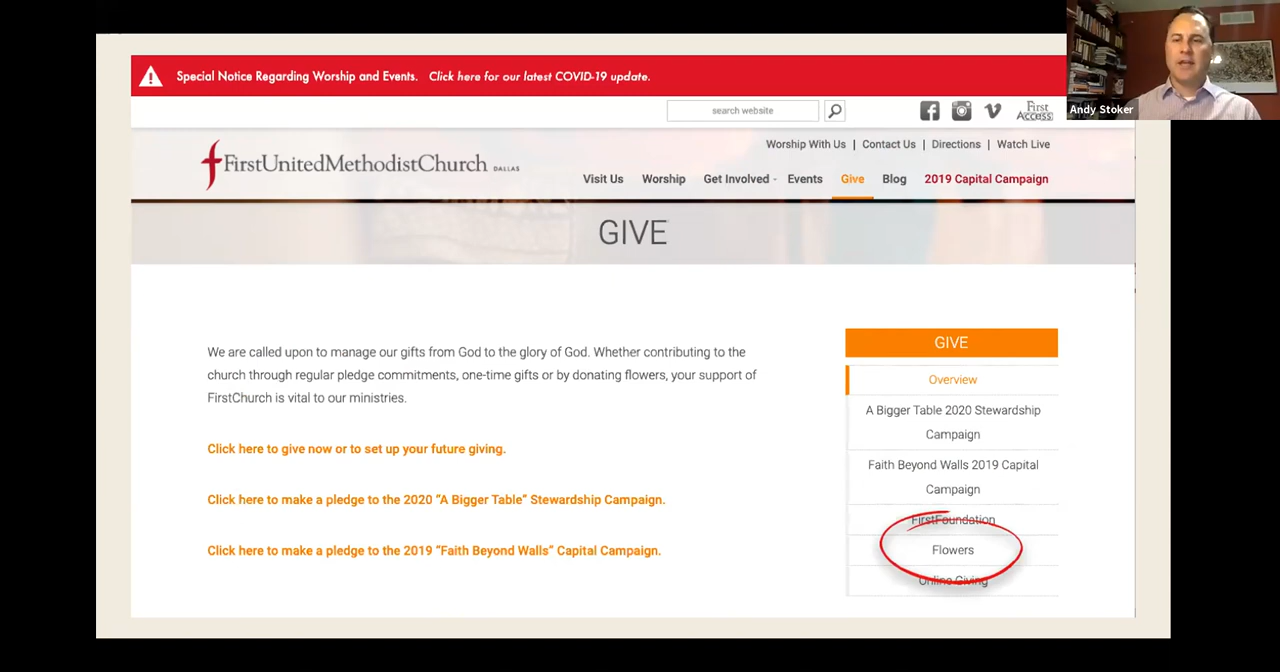 Special Notice Regarding Worship and Events. Click here for our latest COVID-19 update.
Andy Stoker
search website
First Access
Worship With Us | Contact Us | Directions | Watch Live
FirstUnitedMethodistChurch DALLAS
Visit Us Worship Get Involved Events Give Blog 2019 Capital Campaign
GIVE
We are called upon to manage our gifts from God to the glory of God. Whether contributing to the
church through regular pledge commitments, one-time gifts or by donating flowers, your support of
FirstChurch is vital to our ministries.
Click here to give now or to set up your future giving.
Click here to make a pledge to the 2020 “A Bigger Table” Stewardship Campaign.
Click here to make a pledge to the 2019 “Faith Beyond Walls” Capital Campaign.
GIVE
Overview
A Bigger Table 2020 Stewardship
Campaign
Faith Beyond Walls 2019 Capital
Campaign
FirstFoundation
Flowers
Online Giving